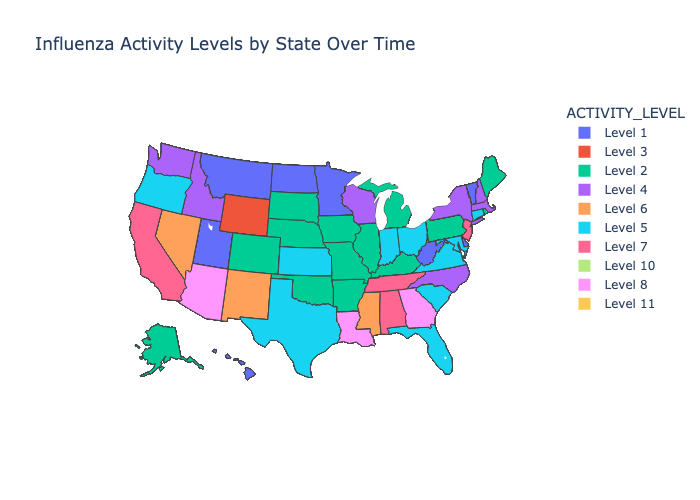 Influenza Activity Levels by State Over Time
ACTIVITY_LEVEL
Level 1
Level 3
Level 2
Level 4
Level 6
Level 5
Level 7
Level 10
Level 8
Level 11